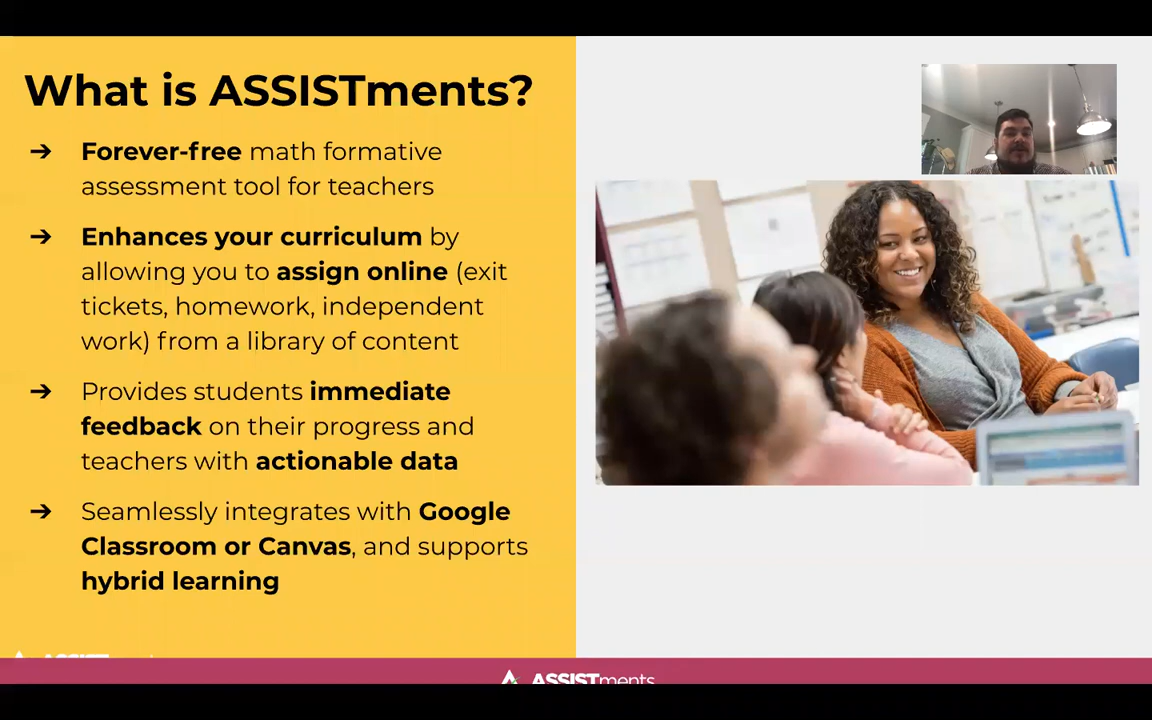 What is ASSISTments?
➔ Forever-free math formative
assessment tool for teachers
➔ Enhances your curriculum by
allowing you to assign online (exit
tickets, homework, independent
work) from a library of content
➔ Provides students immediate
feedback on their progress and
teachers with actionable data
➔ Seamlessly integrates with Google
Classroom or Canvas, and supports
hybrid learning
ASSISTments